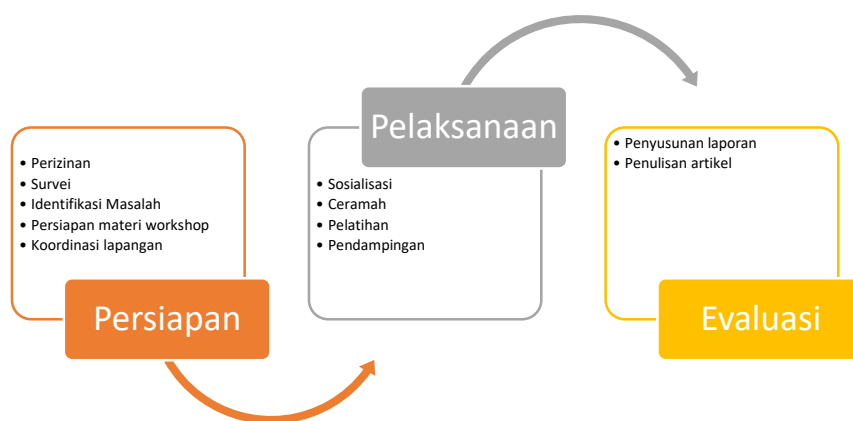 • Perizinan
• Survei
• Identifikasi Masalah
• Persiapan materi workshop
• Koordinasi lapangan
Persiapan
Pelaksanaan
• Sosialisasi
• Ceramah
• Pelatihan
• Pendampingan
• Penyusunan laporan
• Penulisan artikel
Evaluasi